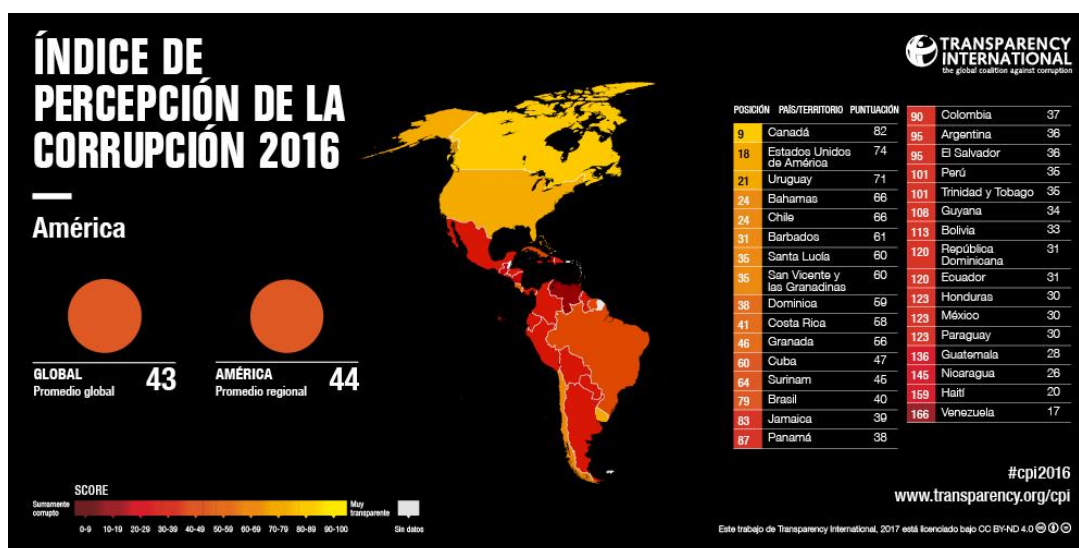 ÍNDICE DE
PERCEPCIÓN DE LA
CORRUPCIÓN 2016
América
GLOBAL
Promedio global
43
AMÉRICA
Promedio regional
44
SCORE
Sumamente
corrupto
Muy
transparente
0-9 10-19 20-29 30-39 40-49 50-59 60-69 70-79 80-89 90-100
Sin datos
TRANSPARENCY
INTERNATIONAL
the global coalition against corruption
POSICIÓN PAÍS/TERRITORIO PUNTUACIÓN
9 Canadá 82
18 Estados Unidos
de América 74
21 Uruguay 71
24 Bahamas 66
24 Chile 66
31 Barbados 61
35 Santa Lucía 60
35 San Vicente y
las Granadinas 60
38 Dominica 59
41 Costa Rica 58
46 Granada 56
60 Cuba 47
64 Surinam 45
79 Brasil 40
83 Jamaica 39
87 Panamá 38
90 Colombia 37
95 Argentina 36
95 El Salvador 36
101 Perú 35
101 Trinidad y Tobago 35
108 Guyana 34
113 Bolivia 33
120 República
Dominicana 31
120 Ecuador 31
123 Honduras 30
123 México 30
123 Paraguay 30
136 Guatemala 28
145 Nicaragua 26
159 Haití 20
166 Venezuela 17
#cpi2016
www.transparency.org/cpi
Este trabajo de Transparency International, 2017 está licenciado bajo CC BY-ND 4.0